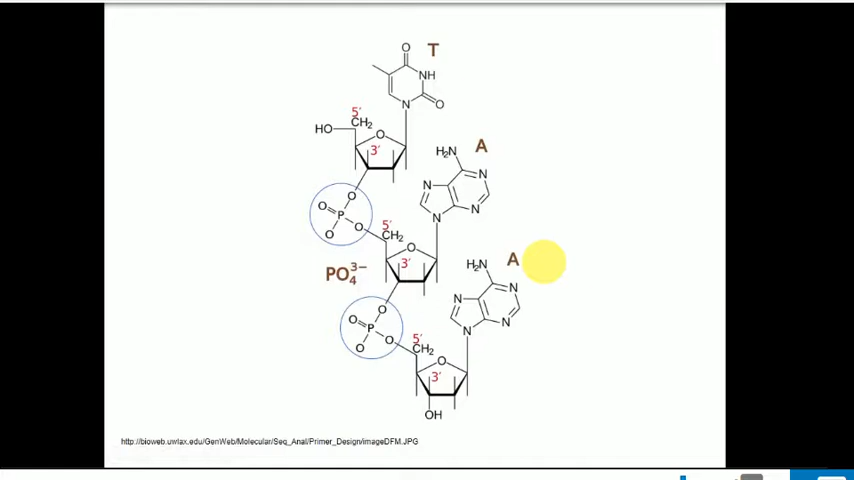 O
T
NH
N
O
5′
CH2
HO
O
3′
H2N
A
N
N
N
N
O
O
P
O
O
5′
CH2
O
3′
PO4 3−
H2N
A
N
N
N
N
O
O
P
O
O
5′
CH2
O
3′
OH
http://bioweb.uwlax.edu/GenWeb/Molecular/Seq_Anal/Primer_Design/imageDFM.JPG